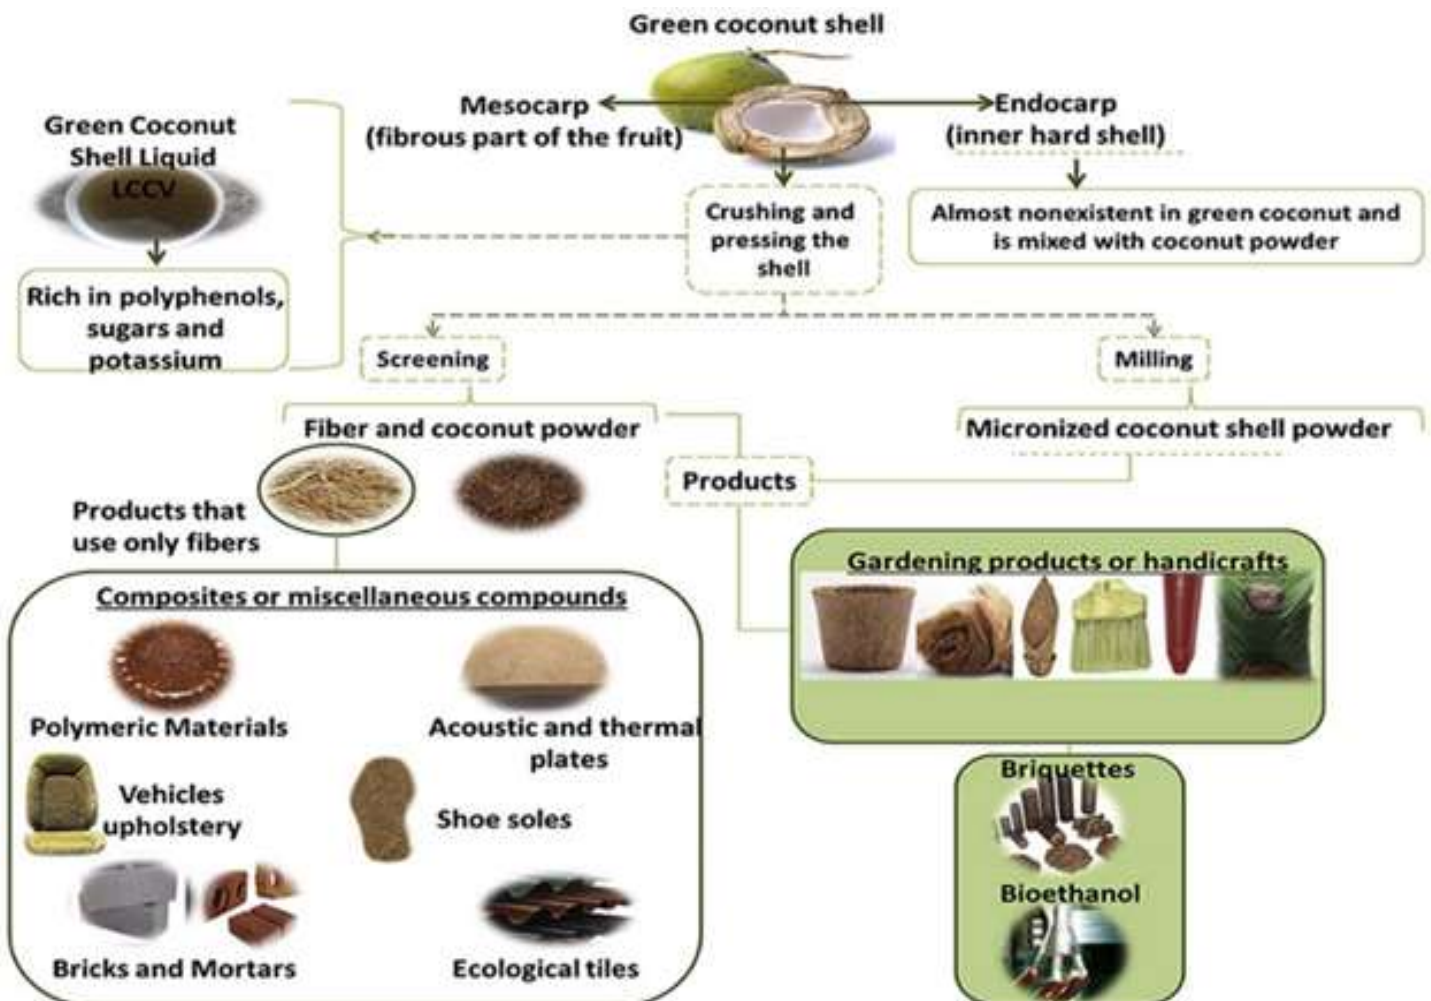 Green coconut shell
Mesocarp
(fibrous part of the fruit)
Endocarp
(inner hard shell)
Green Coconut
Shell Liquid
LCCV
Rich in polyphenols,
sugars and
potassium
Crushing and
pressing the
shell
Almost nonexistent in green coconut and
is mixed with coconut powder
Screening
Milling
Fiber and coconut powder
Micronized coconut shell powder
Products
Products that
use only fibers
Composites or miscellaneous compounds
Polymeric Materials
Acoustic and thermal
plates
Vehicles
upholstery
Shoe soles
Bricks and Mortars
Ecological tiles
Gardening products or handicrafts
Briquettes
Bioethanol